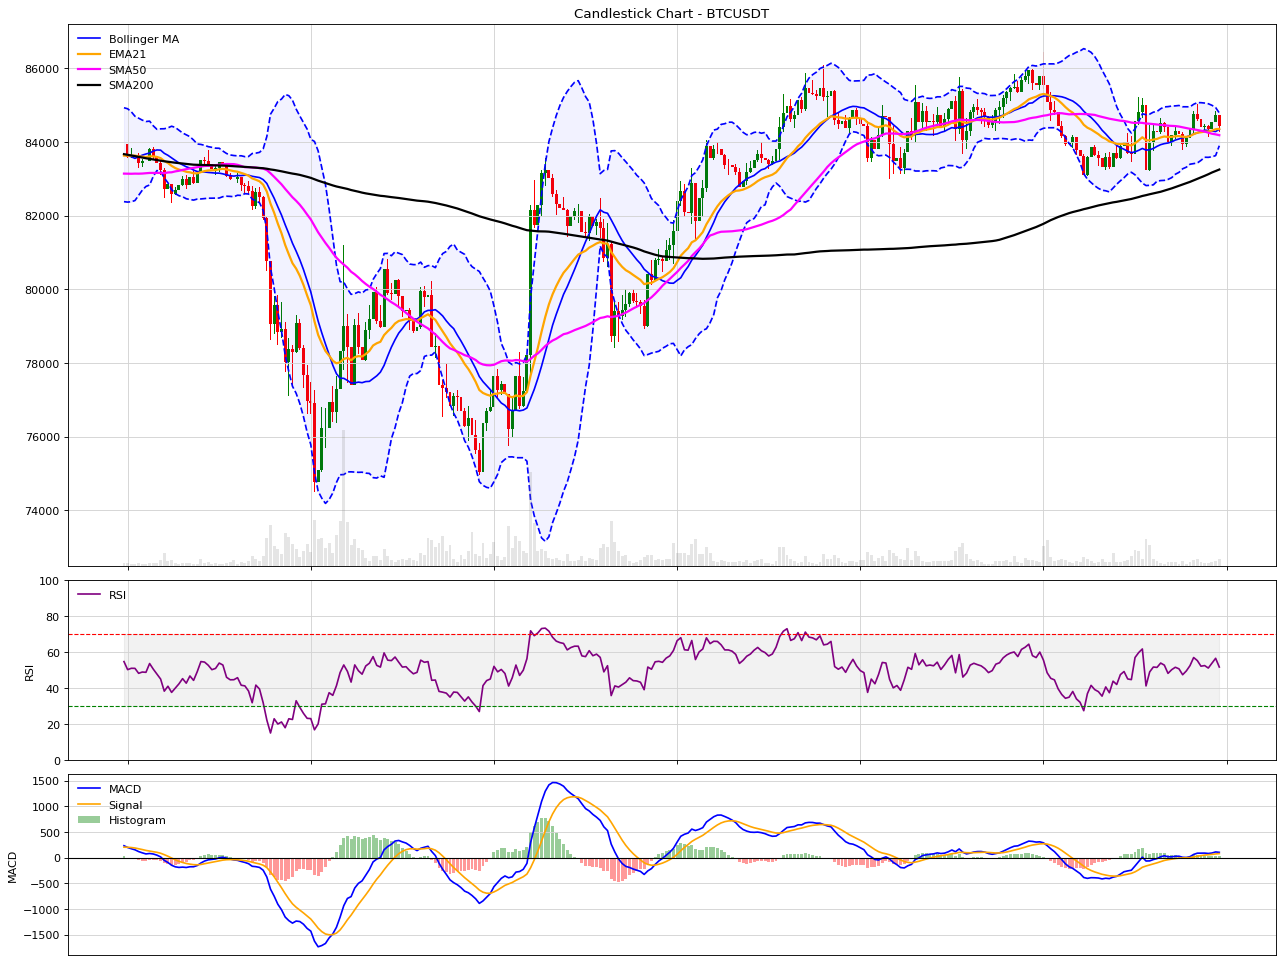 Candlestick Chart - BTCUSDT
Bollinger MA
EMA21
SMA50
SMA200
86000
84000
82000
80000
78000
76000
74000
RSI
100
80
60
40
20
0
RSI
MACD
Signal
Histogram
1500
1000
500
0
−500
−1000
−1500
MACD